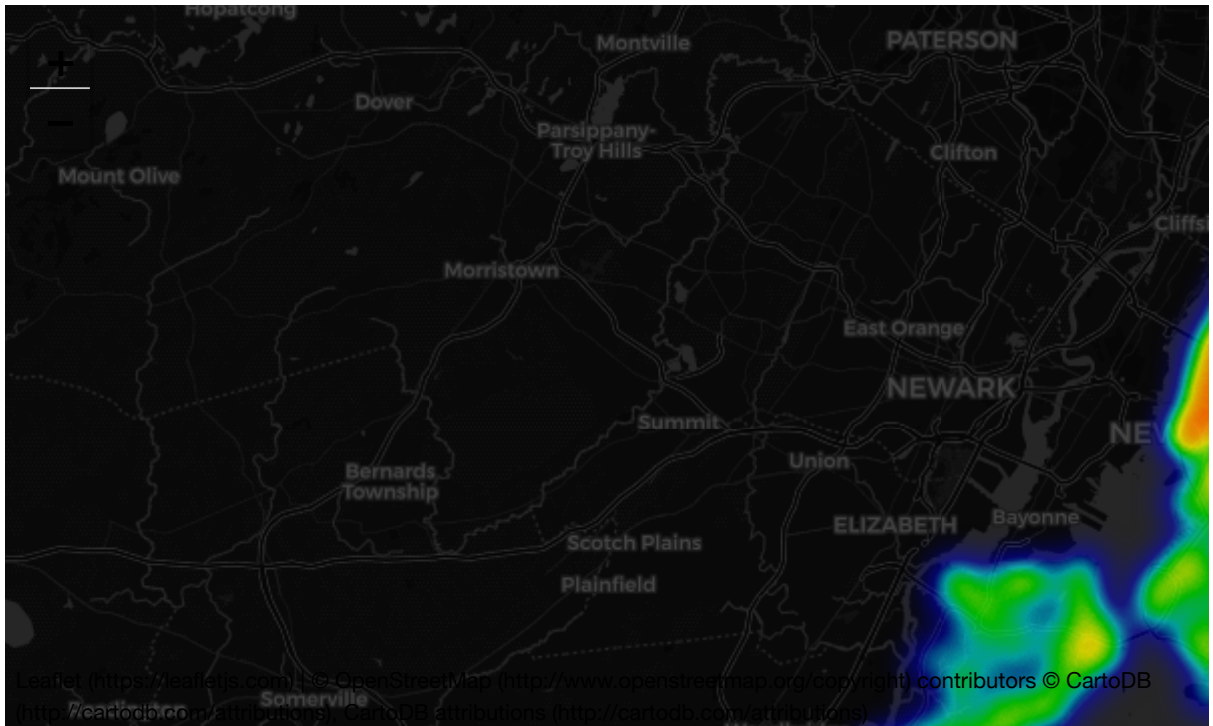 Hopatcong
Montville
PATERSON
+
Dover
Parsippany-
Troy Hills
Clifton
Mount Olive
Cliffsi
Morristown
East Orange
NEWARK
Summit
NEW
Union
Bernards
Township
Bayonne
ELIZABETH
Scotch Plains
Plainfield
Leaflet (https://leafletjs.com) | © OpenStreetMap (http://www.openstreetmap.org/copyright) contributors © CartoDB
Somerville
(http://cartodb.com/attributions), CartoDB attributions (http://cartodb.com/attributions)